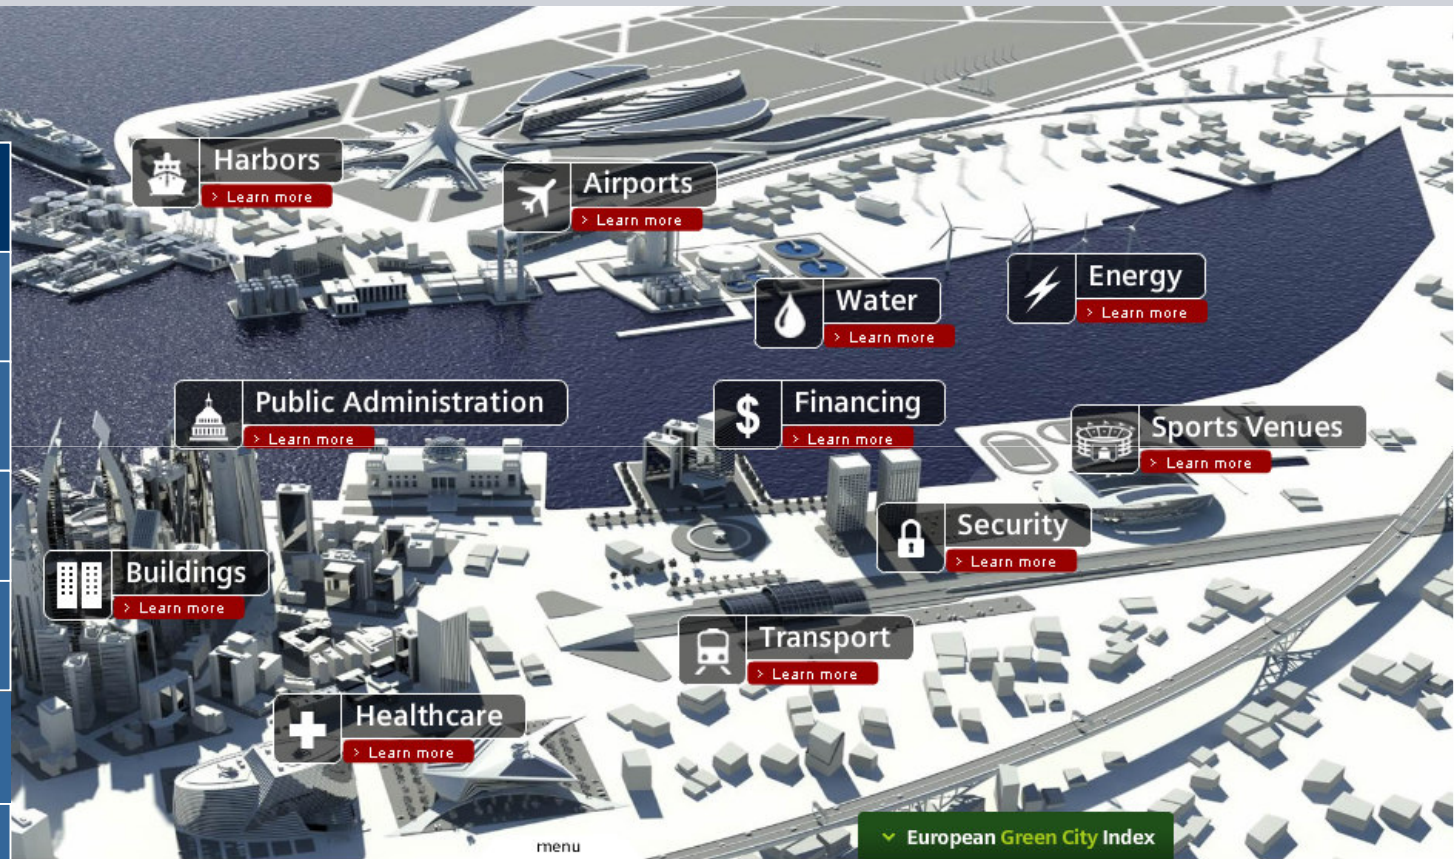 Harbors
> Learn more
Airports
> Learn more
Water
> Learn more
Energy
> Learn more
Public Administration
> Learn more
$
Financing
> Learn more
Sports Venues
> Learn more
Security
> Learn more
Buildings
> Learn more
Transport
> Learn more
Healthcare
> Learn more
European Green City Index
menu